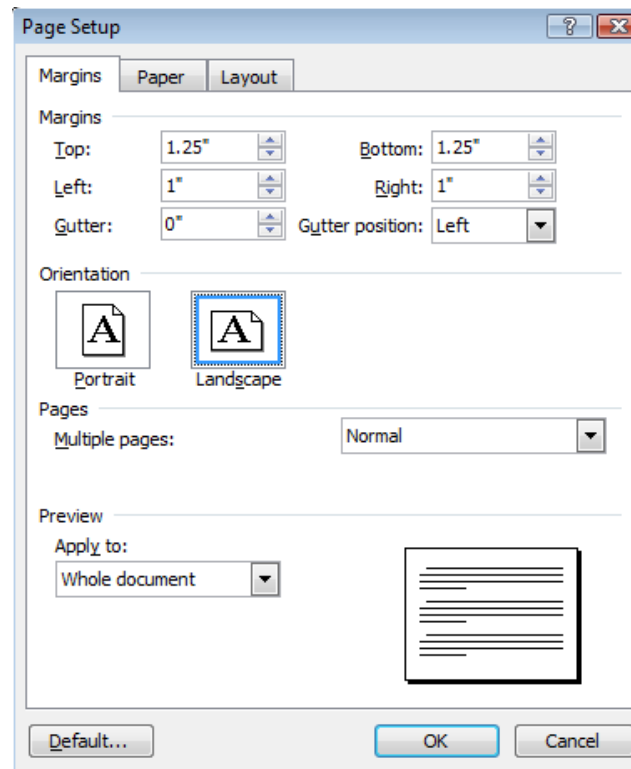 Page Setup ?
Margins Paper Layout
Margins
Top: 1.25" Bottom: 1.25"
Left: 1" Right: 1"
Gutter: 0" Gutter position: Left
Orientation
A A
Portrait Landscape
Pages
Multiple pages: Normal
Preview
Apply to:
Whole document
Default... OK Cancel